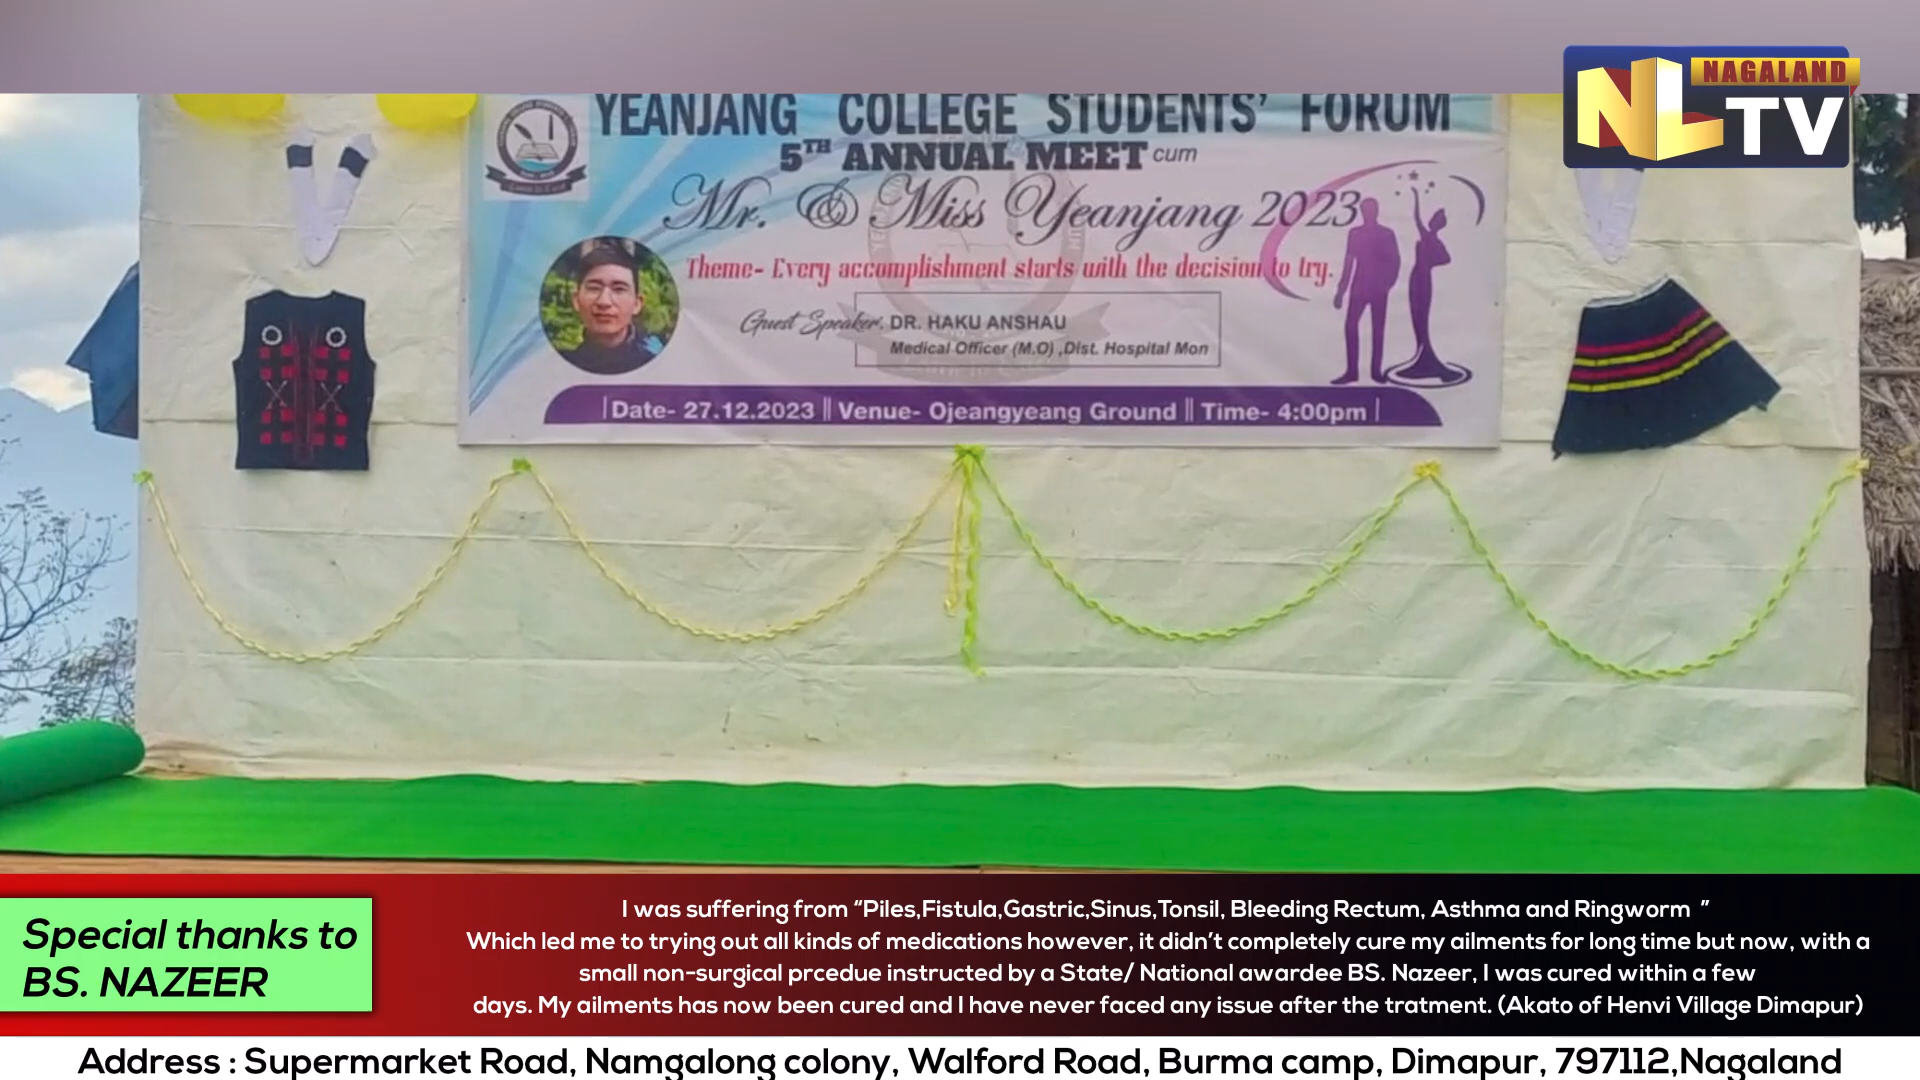 NAGALAND
NL TV
YEANJANG COLLEGE STUDENTS' FORUM
5TH ANNUAL MEET cum
Mr. & Miss Yeanjang 2023
Theme- Every accomplishment starts with the decision to try.
Guest Speaker. DR. HAKU ANSHAU
Medical Officer (M.O) ,Dist. Hospital Mon
|Date- 27.12.2023 || Venue- Ojeangyeang Ground || Time- 4:00pm |
Special thanks to
BS. NAZEER
I was suffering from “Piles,Fistula,Gastric,Sinus,Tonsil, Bleeding Rectum, Asthma and Ringworm ”
Which led me to trying out all kinds of medications however, it didn’t completely cure my ailments for long time but now, with a
small non-surgical prcedue instructed by a State/ National awardee BS. Nazeer, I was cured within a few
days. My ailments has now been cured and I have never faced any issue after the tratment. (Akato of Henvi Village Dimapur)
Address : Supermarket Road, Namgalong colony, Walford Road, Burma camp, Dimapur, 797112,Nagaland